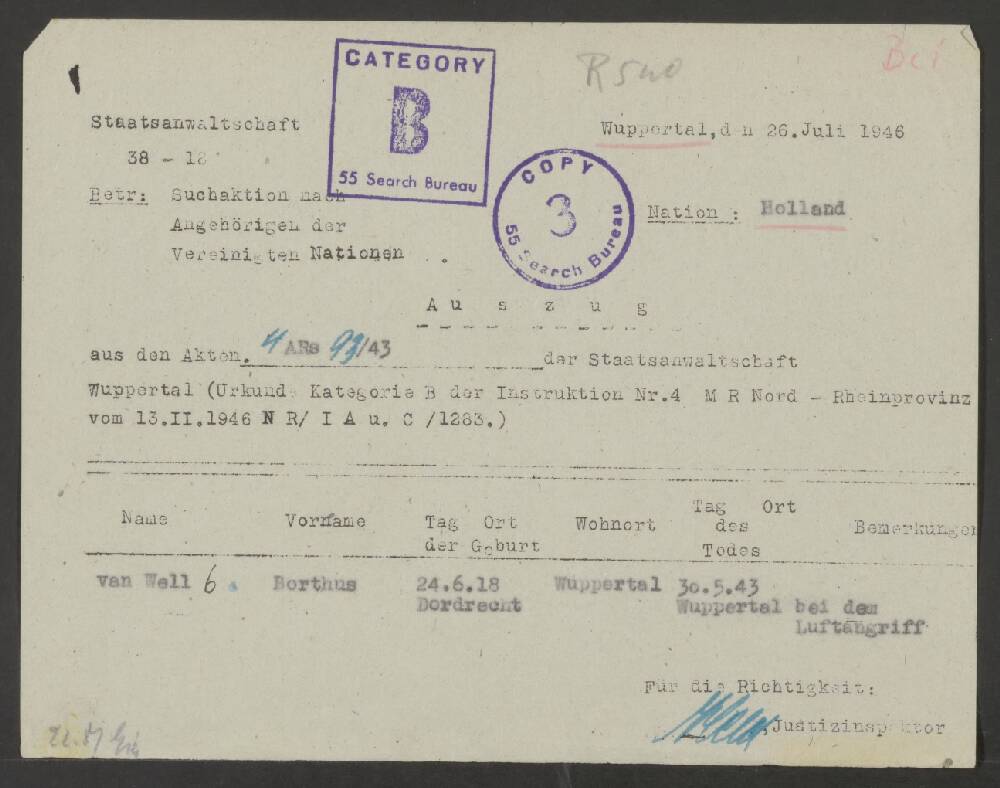 CATEGORY
B
55 Search Bureau
Staatsanwaltschaft
Wuppertal, den 26. Juli 1946
38 - 18
COPY
3
55 Search Bureau
Betr: Suchaktion nach
Angehörigen der
Vereinigten Nationen
Nation : Holland
A u s z u g
aus den Akten 4 ARs 93/43 der Staatsanwaltschaft
Wuppertal (Urkunde Kategorie B der Instruktion Nr.4 M R Nord - Rheinprovinz
vom 13.II.1946 N R/ I A u. C /1283.)
Name Vorname Tag Ort Wohnort Tag Ort Bemerkungen
der Geburt des
Todes
van Well 6 Borthus 24.6.18 Wuppertal 30.5.43
Dordrecht Wuppertal bei dem
Luftangriff
Für die Richtigkeit:
Justizinspektor